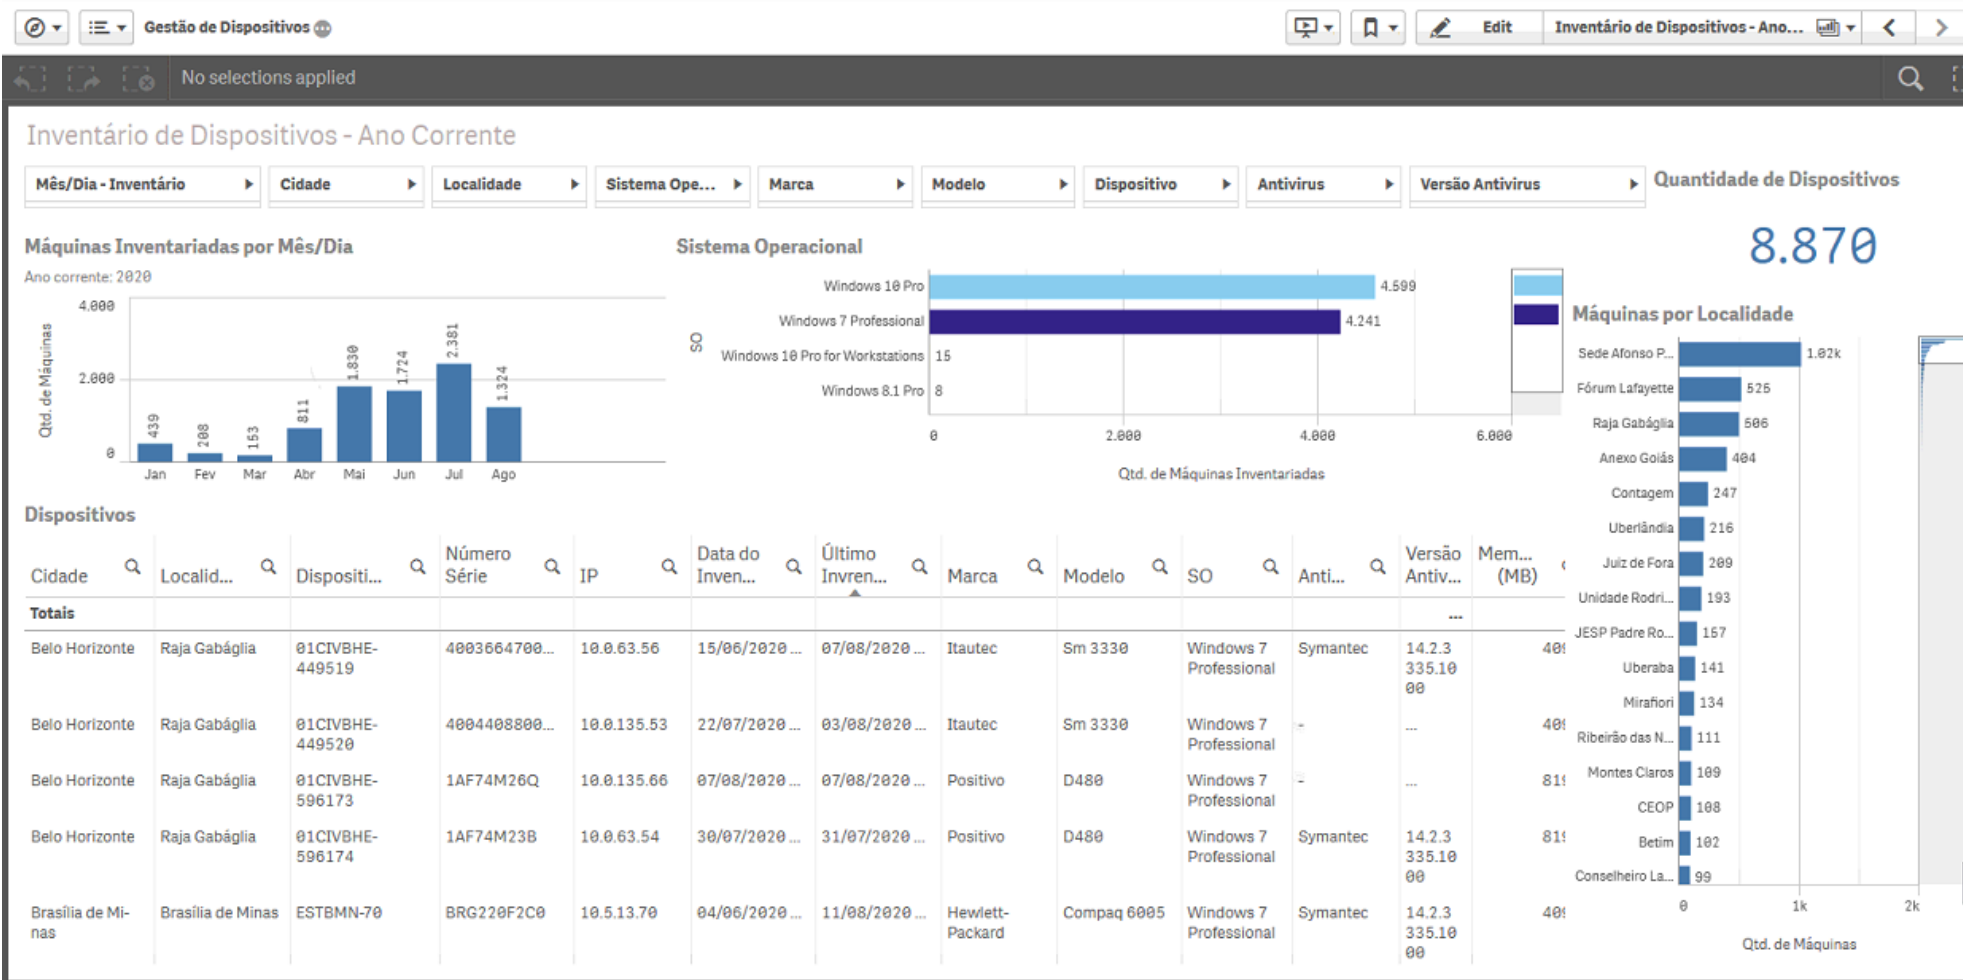 Gestão de Dispositivos
Edit
Inventário de Dispositivos - Ano...
No selections applied
Inventário de Dispositivos - Ano Corrente
Mês/Dia - Inventário
Cidade
Localidade
Sistema Ope...
Marca
Modelo
Dispositivo
Antivirus
Versão Antivirus
Quantidade de Dispositivos
8.870
Máquinas Inventariadas por Mês/Dia
Ano corrente: 2020
Qtd. de Máquinas
4.000
2.000
0
439
208
153
811
1.830
1.724
2.381
1.324
Jan Fev Mar Abr Mai Jun Jul Ago
Sistema Operacional
SO
Windows 10 Pro 4.599
Windows 7 Professional 4.241
Windows 10 Pro for Workstations 15
Windows 8.1 Pro 8
0 2.000 4.000 6.000
Qtd. de Máquinas Inventariadas
Máquinas por Localidade
Sede Afonso P... 1.02k
Fórum Lafayette 525
Raja Gabáglia 506
Anexo Goiás 404
Contagem 247
Uberlândia 216
Juiz de Fora 209
Unidade Rodri... 193
JESP Padre Ro... 157
Uberaba 141
Mirafiori 134
Ribeirão das N... 111
Montes Claros 109
CEOP 108
Betim 102
Conselheiro La... 99
0 1k 2k
Qtd. de Máquinas
Dispositivos
Cidade
Localid...
Dispositi...
Número
Série
IP
Data do
Inven...
Último
Invren...
Marca
Modelo
SO
Anti...
Versão
Antiv...
Mem...
(MB)
Totais
...
Belo Horizonte Raja Gabáglia 01CIVBHE- 4003664700... 10.0.63.56 15/06/2020 ... 07/08/2020 ... Itautec Sm 3330 Windows 7 Symantec 14.2.3
449519 Professional 335.10
00
Belo Horizonte Raja Gabáglia 01CIVBHE- 4004408800... 10.0.135.53 22/07/2020 ... 03/08/2020 ... Itautec Sm 3330 Windows 7 - ...
449520 Professional
Belo Horizonte Raja Gabáglia 01CIVBHE- 1AF74M26Q 10.0.135.66 07/08/2020 ... 07/08/2020 ... Positivo D480 Windows 7 - ...
596173 Professional
Belo Horizonte Raja Gabáglia 01CIVBHE- 1AF74M23B 10.0.63.54 30/07/2020 ... 31/07/2020 ... Positivo D480 Windows 7 Symantec 14.2.3
596174 Professional 335.10
00
Brasília de Mi- Brasília de Minas ESTBMN-70 BRG220F2C0 10.5.13.70 04/06/2020 ... 11/08/2020 ... Hewlett- Compaq 6005 Windows 7 Symantec 14.2.3
nas Packard Professional 335.10
00